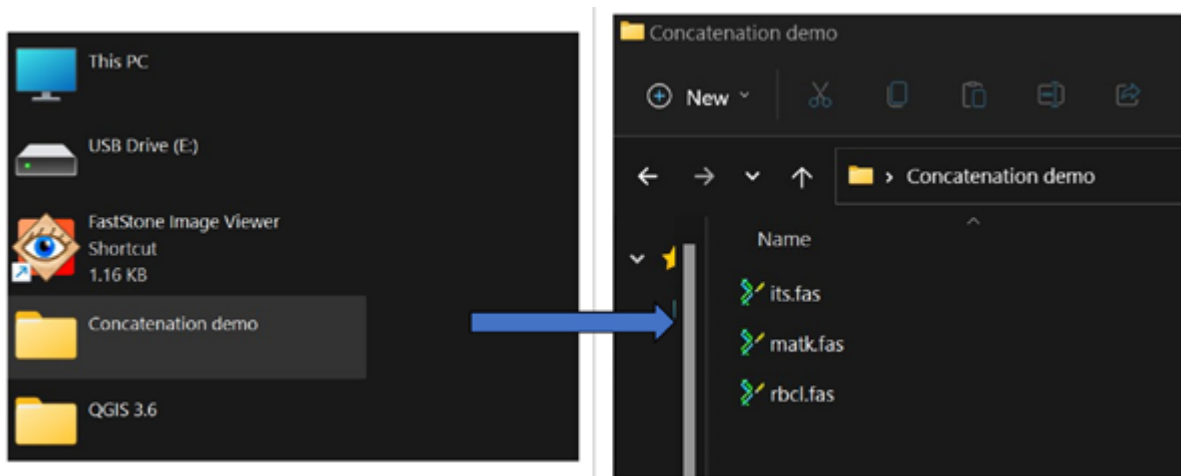 This PC
USB Drive (E:)
FastStone Image Viewer
Shortcut
1.16 KB
Concatenation demo
QGIS 3.6
Concatenation demo
New
Concatenation demo
Name
its.fas
matk.fas
rbcl.fas